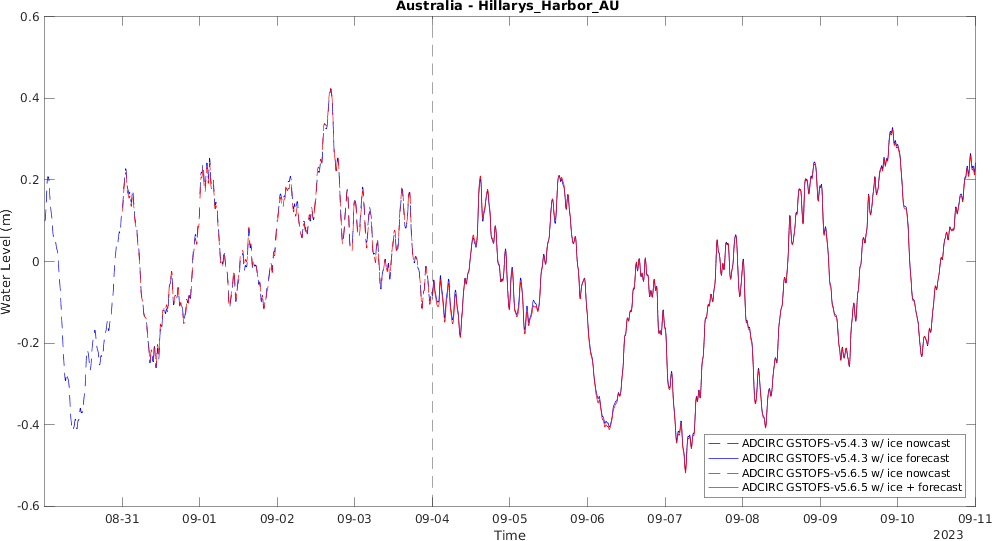 Australia - Hillarys_Harbor_AU
0.6
0.4
0.2
0
-0.2
-0.4
-0.6
Water Level (m)
ADCIRC GSTOFS-v5.4.3 w/ ice nowcast
ADCIRC GSTOFS-v5.4.3 w/ ice forecast
ADCIRC GSTOFS-v5.6.5 w/ ice nowcast
ADCIRC GSTOFS-v5.6.5 w/ ice + forecast
08-31 09-01 09-02 09-03 09-04 09-05 09-06 09-07 09-08 09-09 09-10 09-11
Time
2023